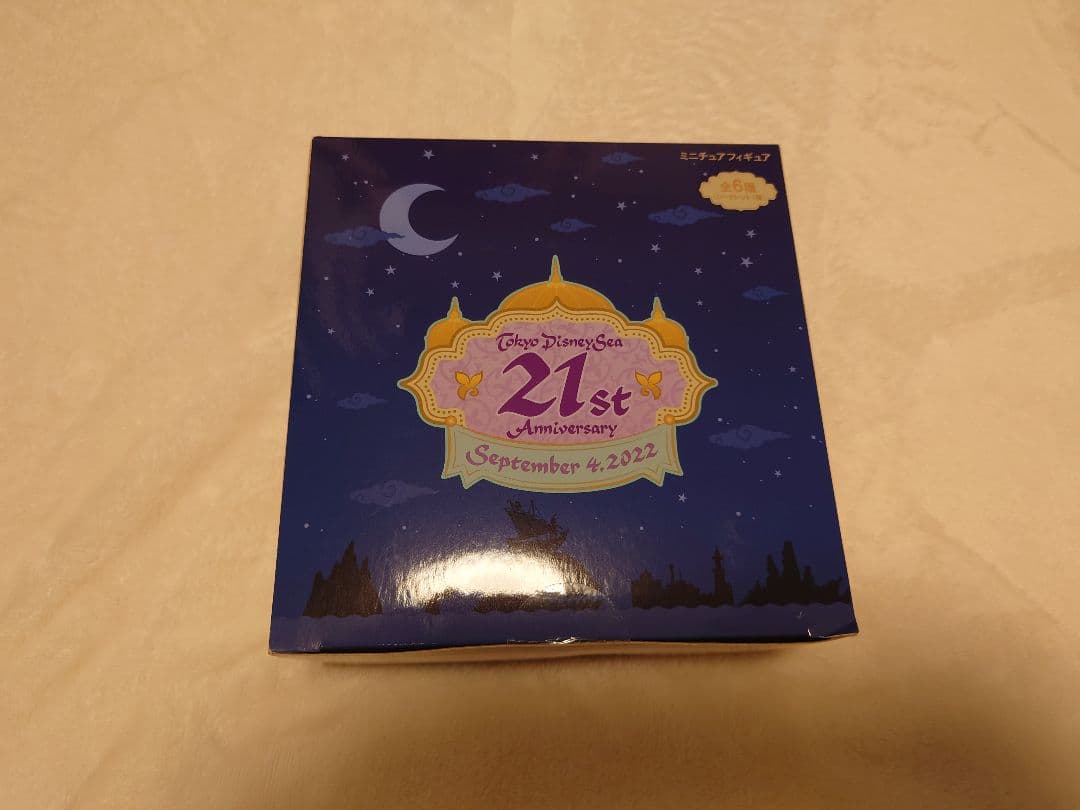 ミニチュアフィギュア
全6種
Tokyo DisneySea
21st
Anniversary
September 4.2022